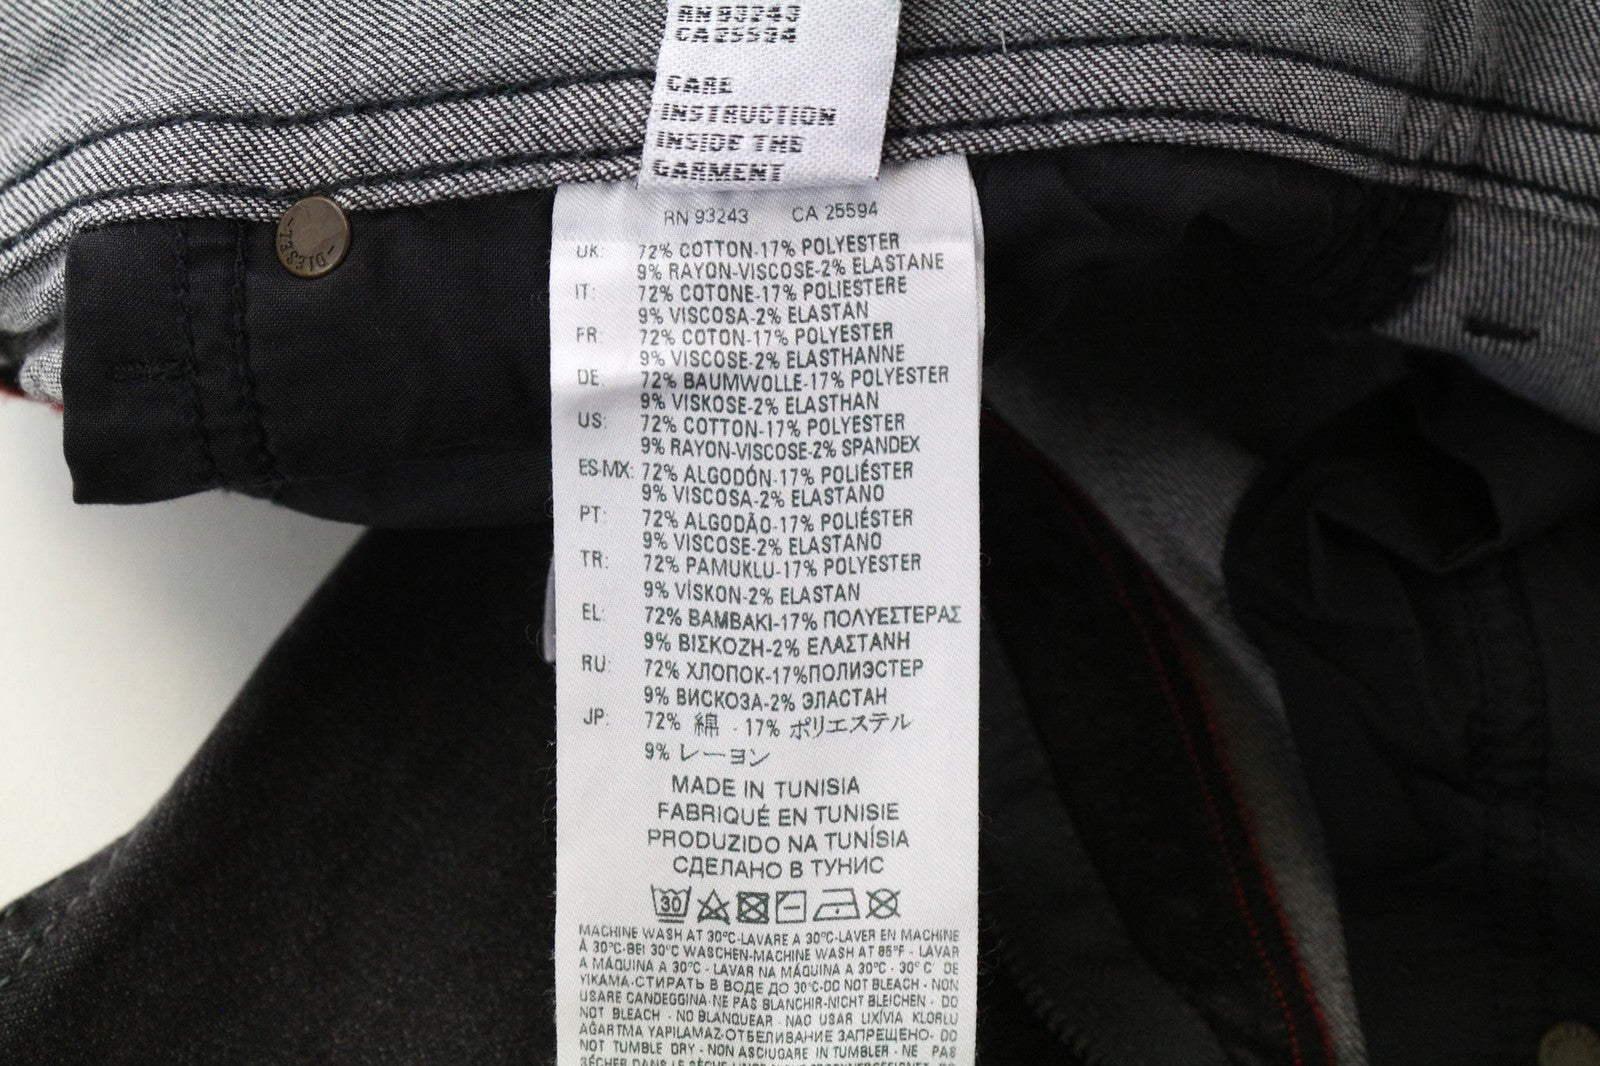 RN 93243
CA 25594
CARE
INSTRUCTION
INSIDE THE
GARMENT
DIESEL
RN 93243 CA 25594
UK: 72% COTTON-17% POLYESTER
9% RAYON-VISCOSE-2% ELASTANE
IT: 72% COTONE-17% POLIESTERE
9% VISCOSA-2% ELASTAN
FR: 72% COTON-17% POLYESTER
9% VISCOSE-2% ELASTHANNE
DE: 72% BAUMWOLLE-17% POLYESTER
9% VISKOSE-2% ELASTHAN
US: 72% COTTON-17% POLYESTER
9% RAYON-VISCOSE-2% SPANDEX
ES-MX: 72% ALGODÓN-17% POLIÉSTER
9% VISCOSA-2% ELASTANO
PT: 72% ALGODÃO-17% POLIÉSTER
9% VISCOSE-2% ELASTANO
TR: 72% PAMUKLU-17% POLYESTER
9% VİSKON-2% ELASTAN
EL: 72% ΒΑΜΒΑΚΙ-17% ΠΟΛΥΕΣΤΕΡΑΣ
9% ΒΙΣΚΟΖΗ-2% ΕΛΑΣΤΑΝΗ
RU: 72% ХЛОПОК-17%ПОЛИЭСТЕР
9% ВИСКОЗА-2% ЭЛАСТАН
JP: 72% 綿 - 17% ポリエステル
9% レーヨン
MADE IN TUNISIA
FABRIQUÉ EN TUNISIE
PRODUZIDO NA TUNÍSIA
СДЕЛАНО В ТУНИС
30
MACHINE WASH AT 30°C-LAVARE A 30°C-LAVER EN MACHINE
À 30°C-BEI 30°C WASCHEN-MACHINE WASH AT 85°F - LAVAR
A MÁQUINA A 30°C - LAVAR NA MÁQUINA A 30°C - 30° C DE
YIKAMA-СТИРАТЬ В ВОДЕ ДО 30°C-DO NOT BLEACH - NON
USARE CANDEGGINA-NE PAS BLANCHIR-NICHT BLEICHEN - DO
NOT BLEACH - NO BLANQUEAR - NAO USAR LIXÍVIA KLORLU
AĞARTMA YAPILAMAZ-ОТБЕЛИВАНИЕ ЗАПРЕЩЕНО- DO
NOT TUMBLE DRY - NON ASCIUGARE IN TUMBLER - NE PAS
SÉCHER DANS LE SÈCHE-LINGE